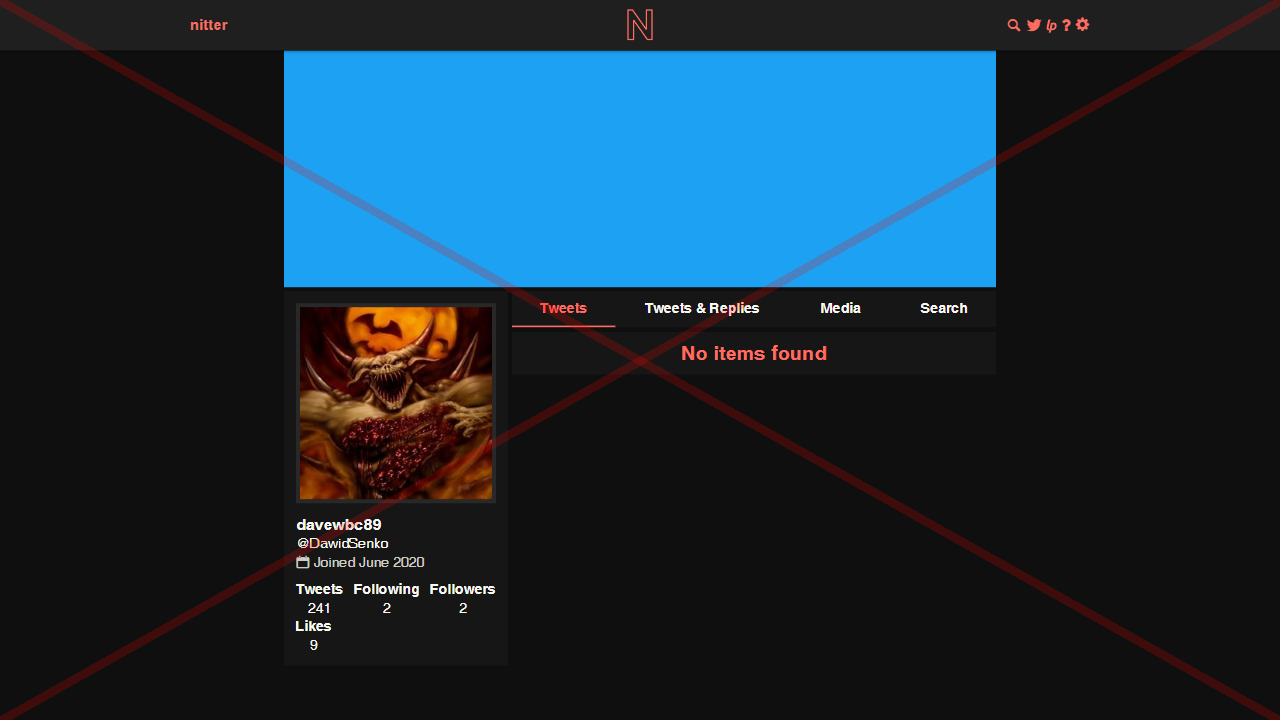 nitter
N
lp ?
Tweets Tweets & Replies Media Search
No items found
davewbc89
@DawidSenko
Joined June 2020
Tweets Following Followers
241 2 2
Likes
9